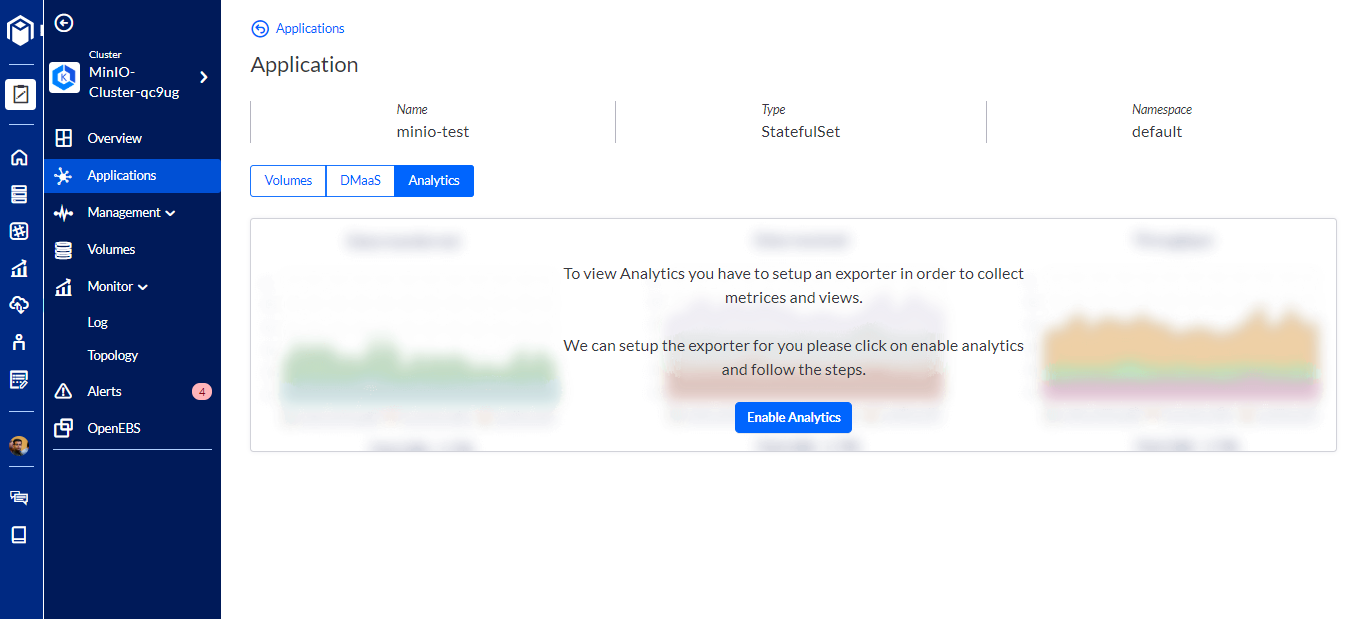 Cluster
MinIO-
Cluster-qc9ug
Overview
Applications
Management
Volumes
Monitor
Log
Topology
Alerts 4
OpenEBS
Applications
Application
Name
minio-test
Type
StatefulSet
Namespace
default
Volumes DMaaS Analytics
To view Analytics you have to setup an exporter in order to collect
metrices and views.
We can setup the exporter for you please click on enable analytics
and follow the steps.
Enable Analytics